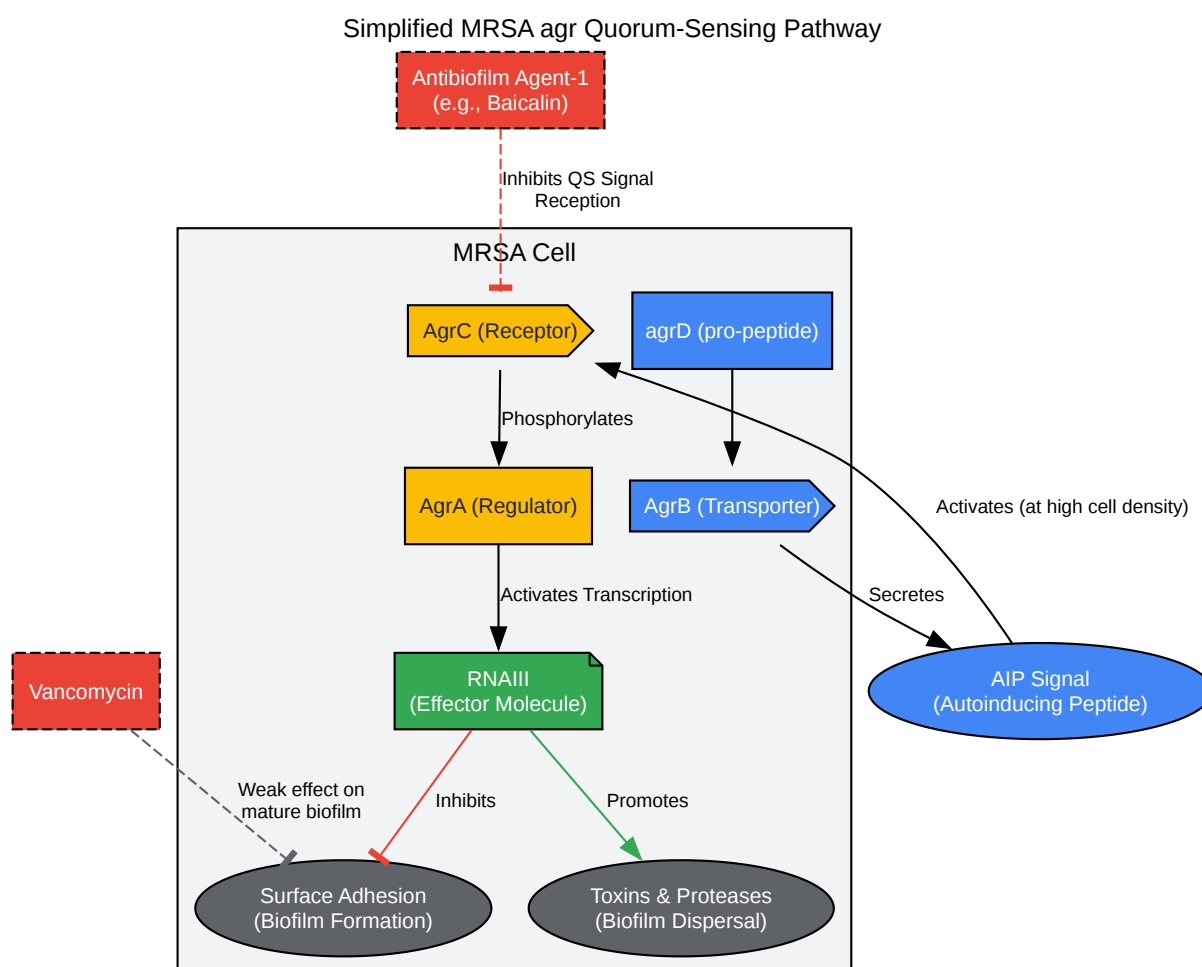 Simplified MRSA agr Quorum-Sensing Pathway
Antibiofilm Agent-1
(e.g., Baicalin)
Inhibits QS Signal
Reception
MRSA Cell
AgrC (Receptor)
agrD (pro-peptide)
Phosphorylates
AgrA (Regulator)
AgrB (Transporter)
Activates (at high cell density)
Activates Transcription
Secretes
Vancomycin
RNAIII
(Effector Molecule)
AIP Signal
(Autoinducing Peptide)
Weak effect on
mature biofilm
Inhibits
Promotes
Surface Adhesion
(Biofilm Formation)
Toxins & Proteases
(Biofilm Dispersal)